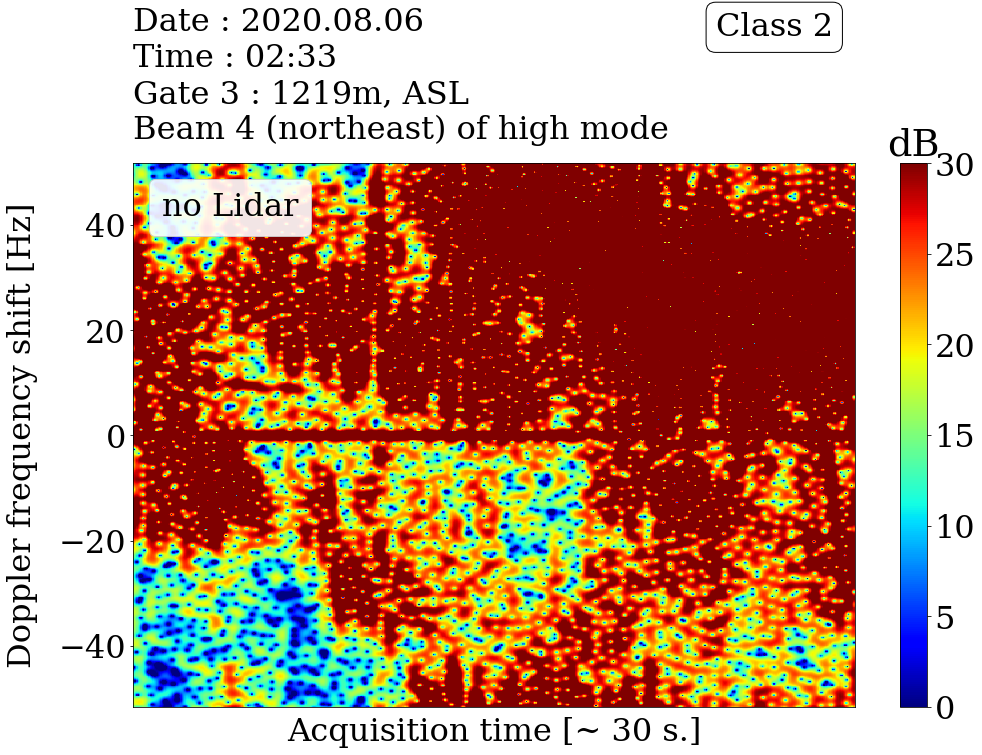 Date : 2020.08.06
Time : 02:33
Gate 3 : 1219m, ASL
Beam 4 (northeast) of high mode
Class 2
dB
no Lidar
Doppler frequency shift [Hz]
40
20
0
−20
−40
30
25
20
15
10
5
0
Acquisition time [~ 30 s.]